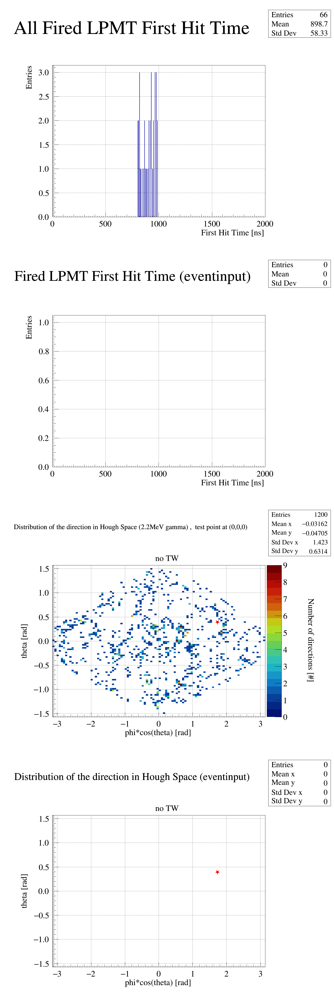 All Fired LPMT First Hit Time
Entries 66
Mean 898.7
Std Dev 58.33
Entries
3.0
2.5
2.0
1.5
1.0
0.5
0.0
0 500 1000 1500 2000
First Hit Time [ns]
Fired LPMT First Hit Time (eventinput)
Entries 0
Mean 0
Std Dev 0
Entries
1.0
0.8
0.6
0.4
0.2
0.0
0 500 1000 1500 2000
First Hit Time [ns]
Distribution of the direction in Hough Space (2.2MeV gamma) , test point at (0,0,0)
Entries 1200
Mean x −0.03162
Mean y −0.04705
Std Dev x 1.423
Std Dev y 0.6314
no TW
theta [rad]
1.5
1.0
0.5
0.0
−0.5
−1.0
−1.5
−3 −2 −1 0 1 2 3
phi*cos(theta) [rad]
9
8
7
6
5
4
3
2
1
0
Number of directions [#]
Distribution of the direction in Hough Space (eventinput)
Entries 0
Mean x 0
Mean y 0
Std Dev x 0
Std Dev y 0
no TW
theta [rad]
1.5
1.0
0.5
0.0
−0.5
−1.0
−1.5
−3 −2 −1 0 1 2 3
phi*cos(theta) [rad]